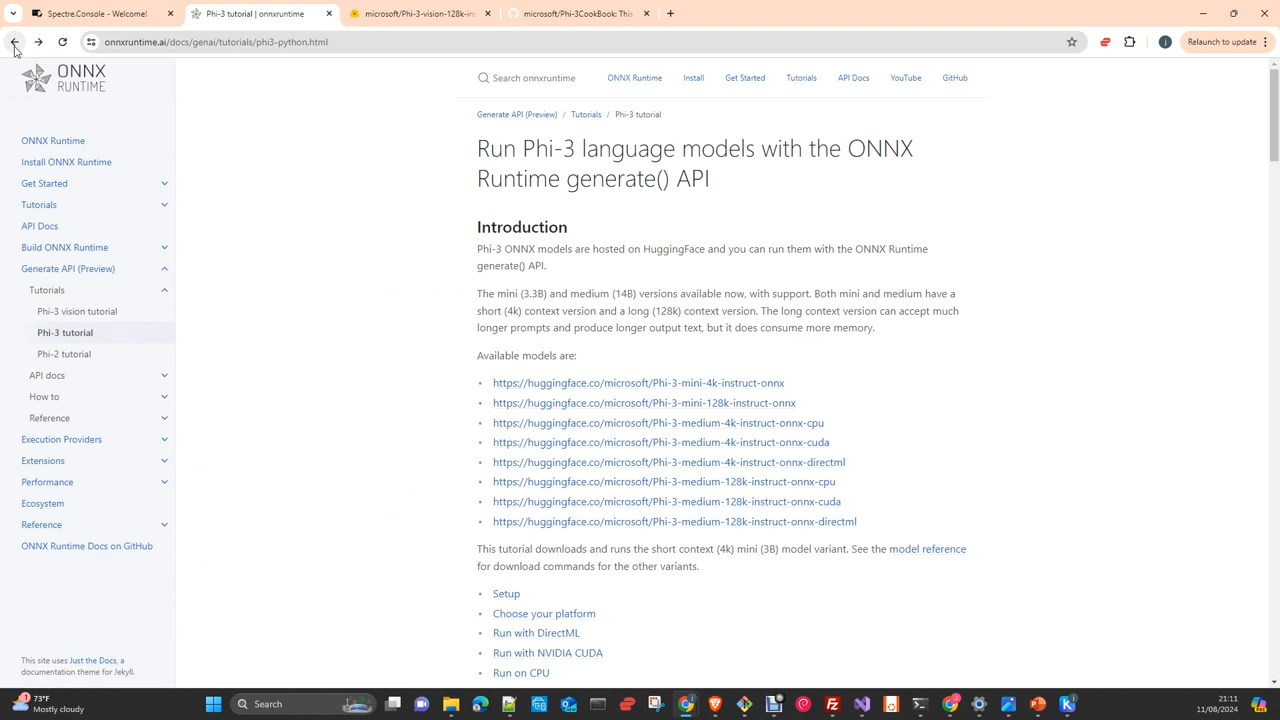 Spectre.Console - Welcome!
Phi-3 tutorial | onnxruntime
microsoft/Phi-3-vision-128k-ins
microsoft/Phi-3CookBook: This
onnxruntime.ai/docs/genai/tutorials/phi3-python.html
Relaunch to update
ONNX
RUNTIME
Search onnxruntime
ONNX Runtime
Install
Get Started
Tutorials
API Docs
YouTube
GitHub
ONNX Runtime
Install ONNX Runtime
Get Started
Tutorials
API Docs
Build ONNX Runtime
Generate API (Preview)
Tutorials
Phi-3 vision tutorial
Phi-3 tutorial
Phi-2 tutorial
API docs
How to
Reference
Execution Providers
Extensions
Performance
Ecosystem
Reference
ONNX Runtime Docs on GitHub
This site uses Just the Docs, a
documentation theme for Jekyll.
Generate API (Preview) / Tutorials / Phi-3 tutorial
Run Phi-3 language models with the ONNX
Runtime generate() API
Introduction
Phi-3 ONNX models are hosted on HuggingFace and you can run them with the ONNX Runtime
generate() API.
The mini (3.3B) and medium (14B) versions available now, with support. Both mini and medium have a
short (4k) context version and a long (128k) context version. The long context version can accept much
longer prompts and produce longer output text, but it does consume more memory.
Available models are:
• https://huggingface.co/microsoft/Phi-3-mini-4k-instruct-onnx
• https://huggingface.co/microsoft/Phi-3-mini-128k-instruct-onnx
• https://huggingface.co/microsoft/Phi-3-medium-4k-instruct-onnx-cpu
• https://huggingface.co/microsoft/Phi-3-medium-4k-instruct-onnx-cuda
• https://huggingface.co/microsoft/Phi-3-medium-4k-instruct-onnx-directml
• https://huggingface.co/microsoft/Phi-3-medium-128k-instruct-onnx-cpu
• https://huggingface.co/microsoft/Phi-3-medium-128k-instruct-onnx-cuda
• https://huggingface.co/microsoft/Phi-3-medium-128k-instruct-onnx-directml
This tutorial downloads and runs the short context (4k) mini (3B) model variant. See the model reference
for download commands for the other variants.
• Setup
• Choose your platform
• Run with DirectML
• Run with NVIDIA CUDA
• Run on CPU
73°F
Mostly cloudy
Search
21:11
11/08/2024